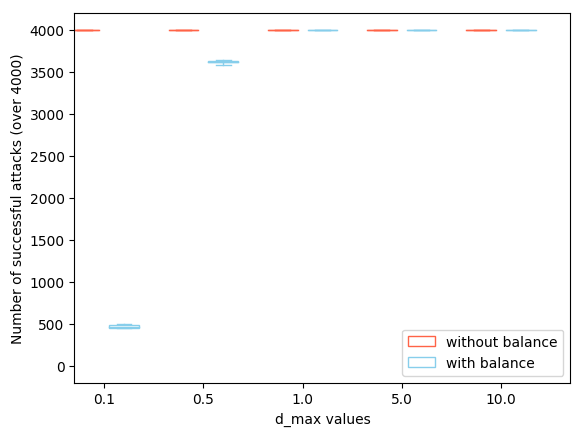 Number of successful attacks (over 4000)
4000
3500
3000
2500
2000
1500
1000
500
0
without balance
with balance
0.1 0.5 1.0 5.0 10.0
d_max values